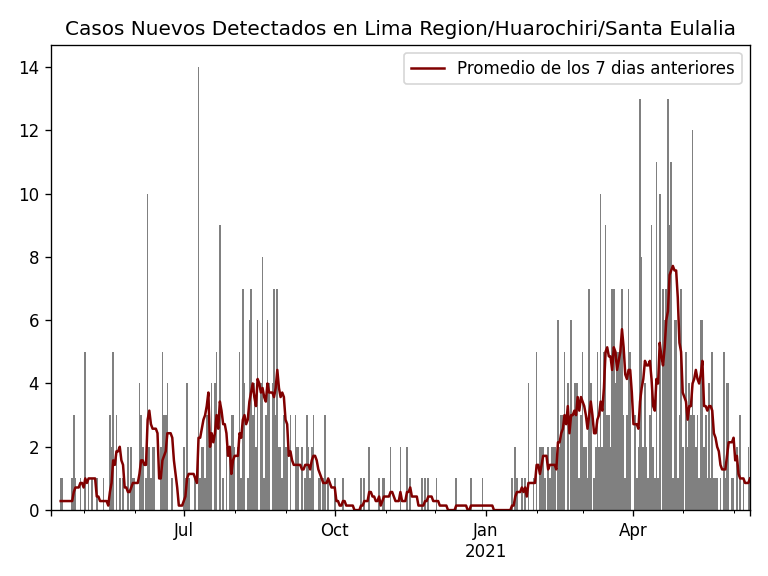 Casos Nuevos Detectados en Lima Region/Huarochiri/Santa Eulalia
Promedio de los 7 dias anteriores
14
12
10
8
6
4
2
0
Jul
Oct
Jan
2021
Apr